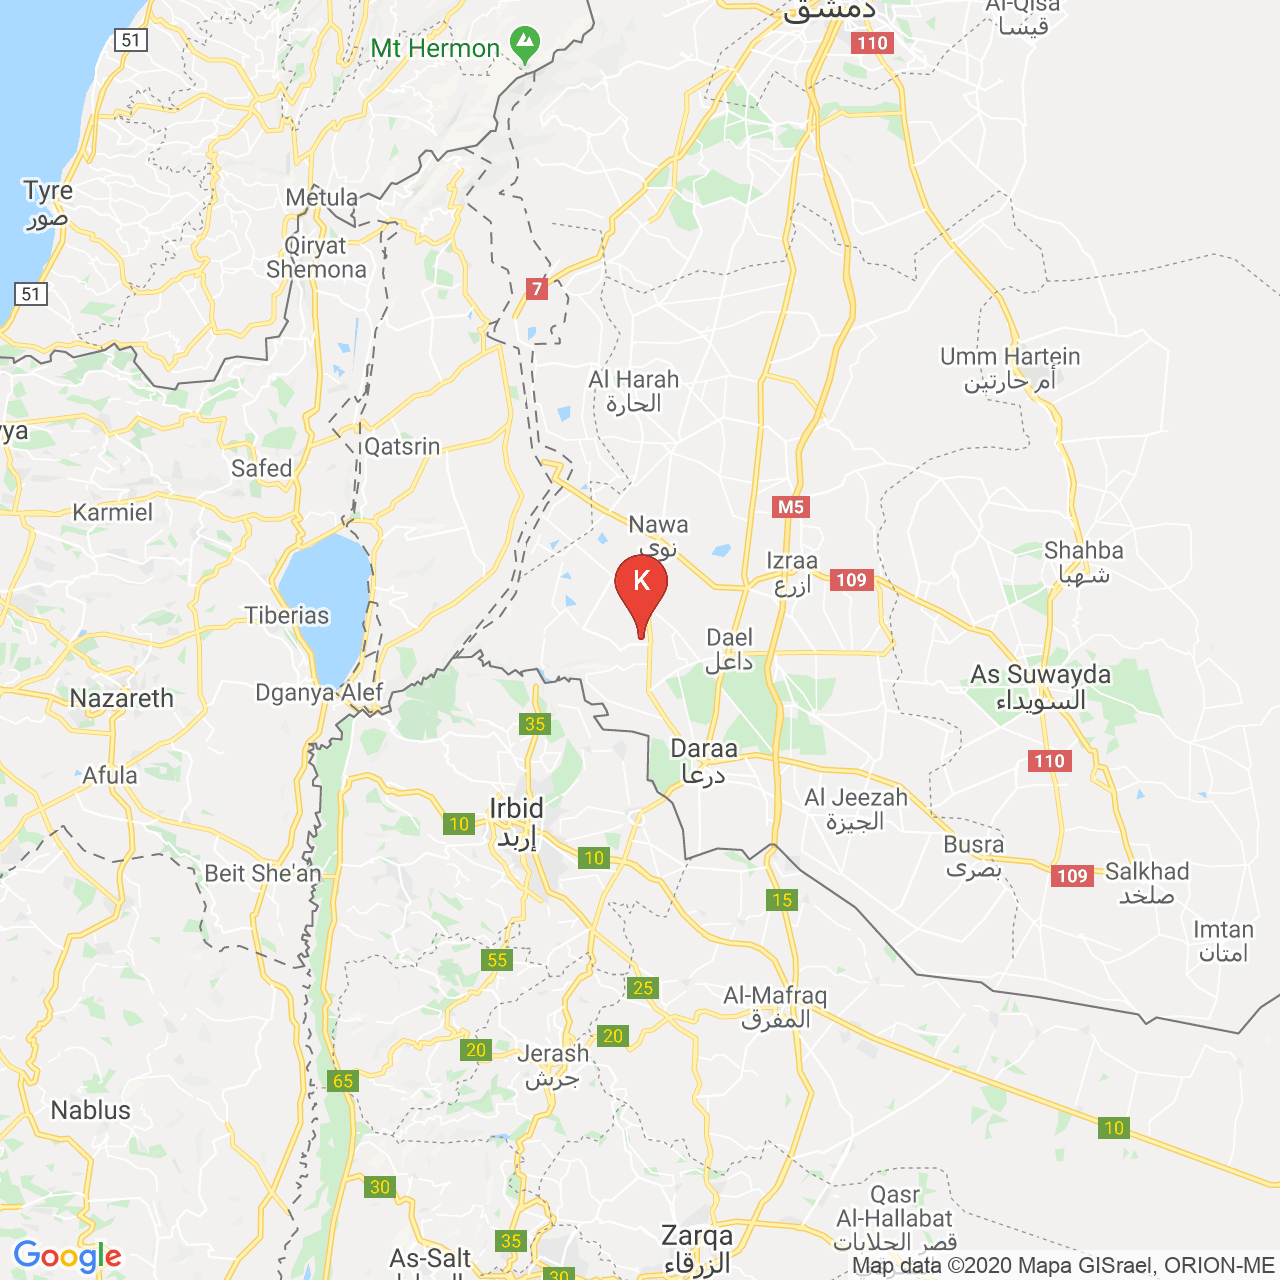 دمشق
Al-Qisa
قيسا
110
51
Mt Hermon
Tyre
صور
Metula
Qiryat
Shemona
51
7
Umm Hartein
أم حارتين
Al Harah
الحارة
Qatsrin
Safed
Karmiel
M5
Nawa
نوى
Izraa
ازرع
109
Shahba
شهبا
K
Tiberias
Dael
داعل
As Suwayda
السويداء
Nazareth
Dganya Alef
35
Daraa
درعا
110
Afula
Al Jeezah
الجيزة
Irbid
إربد
10
10
Busra
بصرى
Beit She'an
109
Salkhad
صلخد
15
Imtan
امتان
55
25
Al-Mafraq
المفرق
20
20
Jerash
جرش
65
Nablus
10
30
Qasr
Al-Hallabat
قصر الحلابات
Zarqa
الزرقاء
35
As-Salt
30
Google
Map data ©2020 Mapa GISrael, ORION-ME